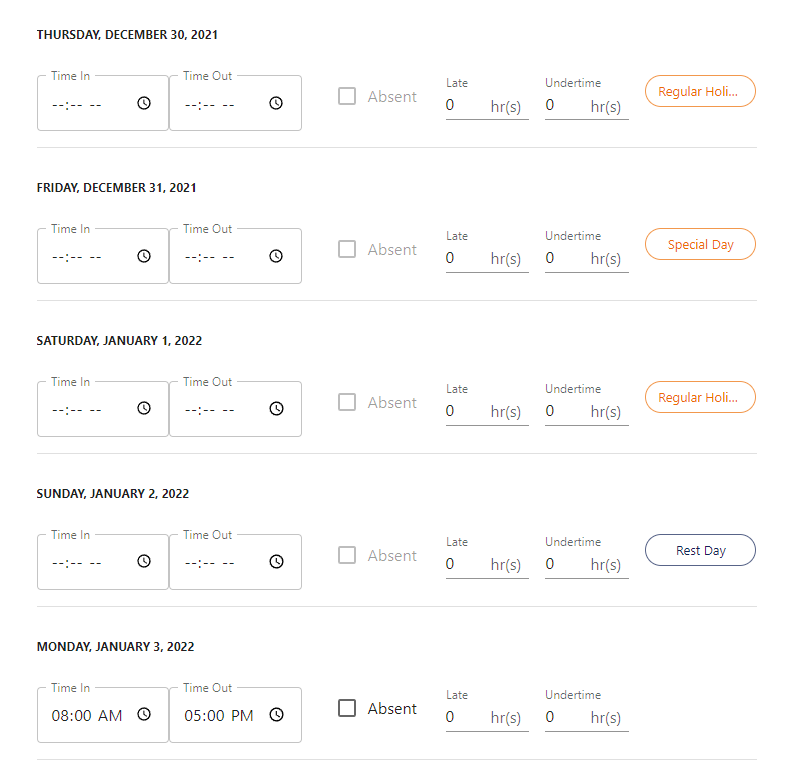 THURSDAY, DECEMBER 30, 2021
Time In Time Out Late Undertime
--:-- -- --:-- -- Absent 0 hr(s) 0 hr(s) Regular Holi...
FRIDAY, DECEMBER 31, 2021
Time In Time Out Late Undertime
--:-- -- --:-- -- Absent 0 hr(s) 0 hr(s) Special Day
SATURDAY, JANUARY 1, 2022
Time In Time Out Late Undertime
--:-- -- --:-- -- Absent 0 hr(s) 0 hr(s) Regular Holi...
SUNDAY, JANUARY 2, 2022
Time In Time Out Late Undertime
--:-- -- --:-- -- Absent 0 hr(s) 0 hr(s) Rest Day
MONDAY, JANUARY 3, 2022
Time In Time Out Late Undertime
08:00 AM 05:00 PM Absent 0 hr(s) 0 hr(s)